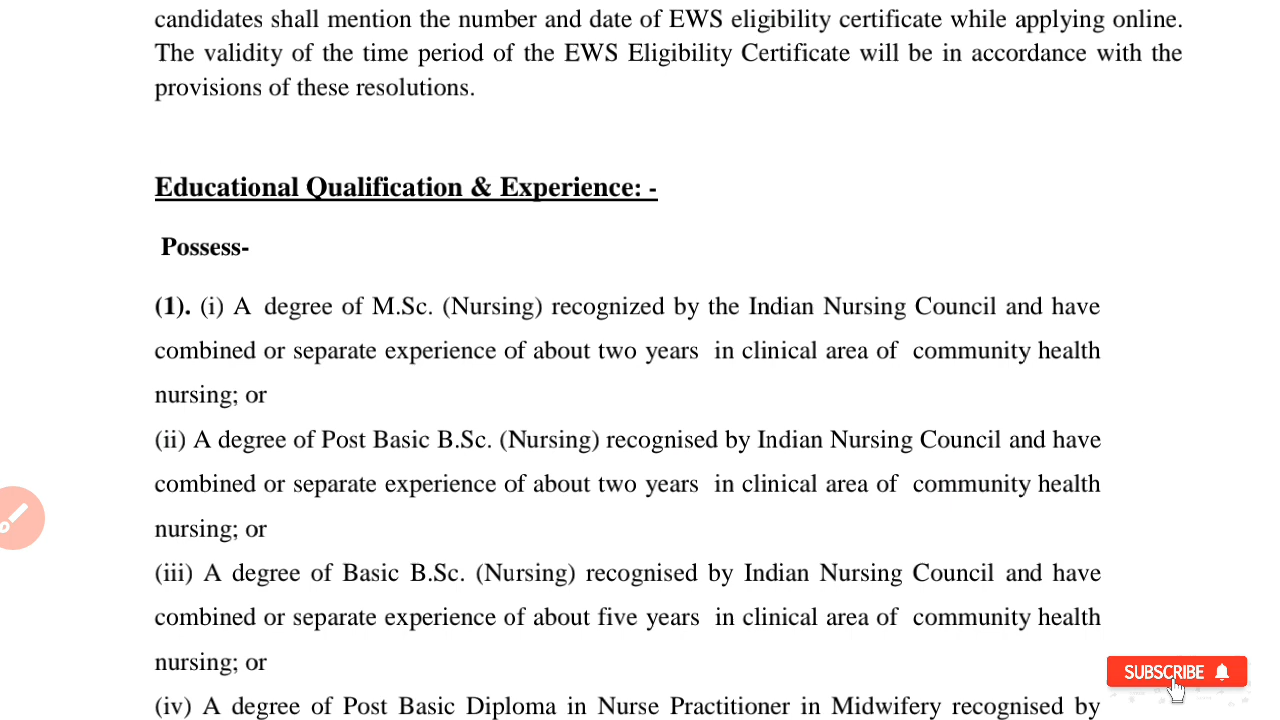 candidates shall mention the number and date of EWS eligibility certificate while applying online.
The validity of the time period of the EWS Eligibility Certificate will be in accordance with the
provisions of these resolutions.
Educational Qualification & Experience: -
Possess-
(1). (i) A degree of M.Sc. (Nursing) recognized by the Indian Nursing Council and have
combined or separate experience of about two years in clinical area of community health
nursing; or
(ii) A degree of Post Basic B.Sc. (Nursing) recognised by Indian Nursing Council and have
combined or separate experience of about two years in clinical area of community health
nursing; or
(iii) A degree of Basic B.Sc. (Nursing) recognised by Indian Nursing Council and have
combined or separate experience of about five years in clinical area of community health
nursing; or
SUBSCRIBE
(iv) A degree of Post Basic Diploma in Nurse Practitioner in Midwifery recognised by